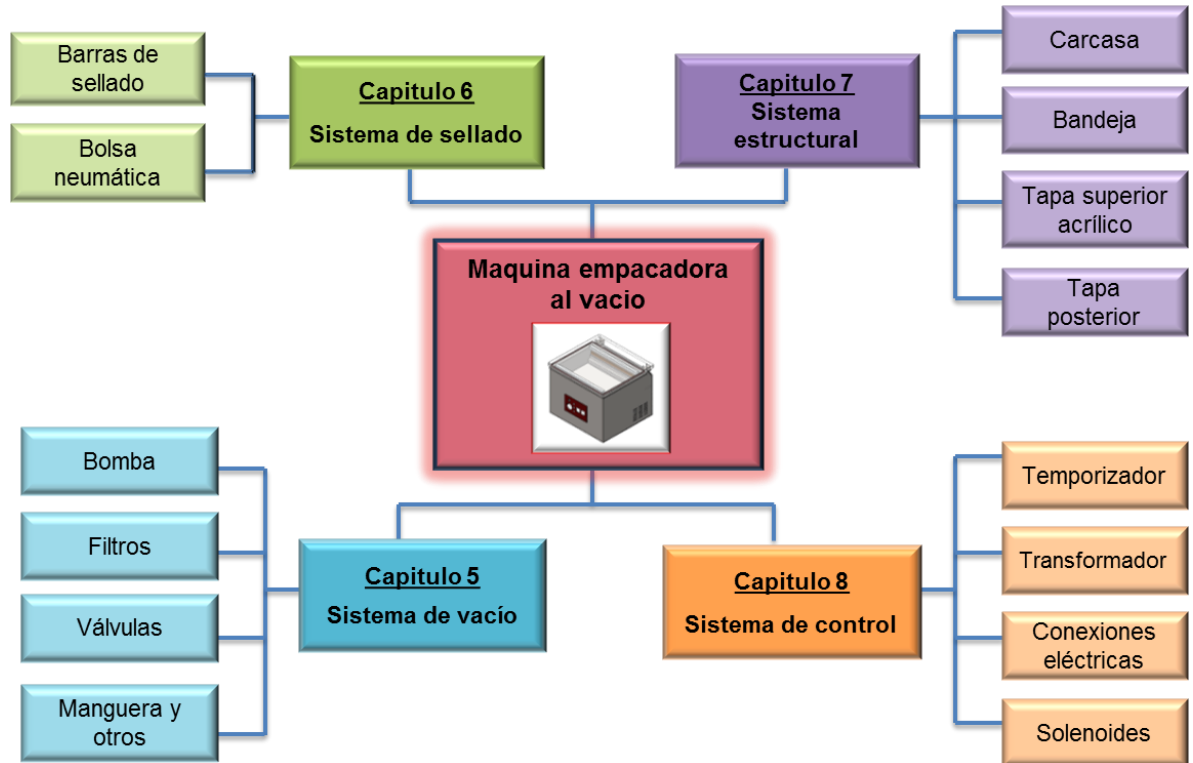 Barras de
sellado
Bolsa
neumática
Capitulo 6
Sistema de sellado
Capitulo 7
Sistema
estructural
Carcasa
Bandeja
Tapa superior
acrílico
Tapa
posterior
Maquina empacadora
al vacio
Bomba
Filtros
Válvulas
Manguera y
otros
Capitulo 5
Sistema de vacío
Capitulo 8
Sistema de control
Temporizador
Transformador
Conexiones
eléctricas
Solenoides